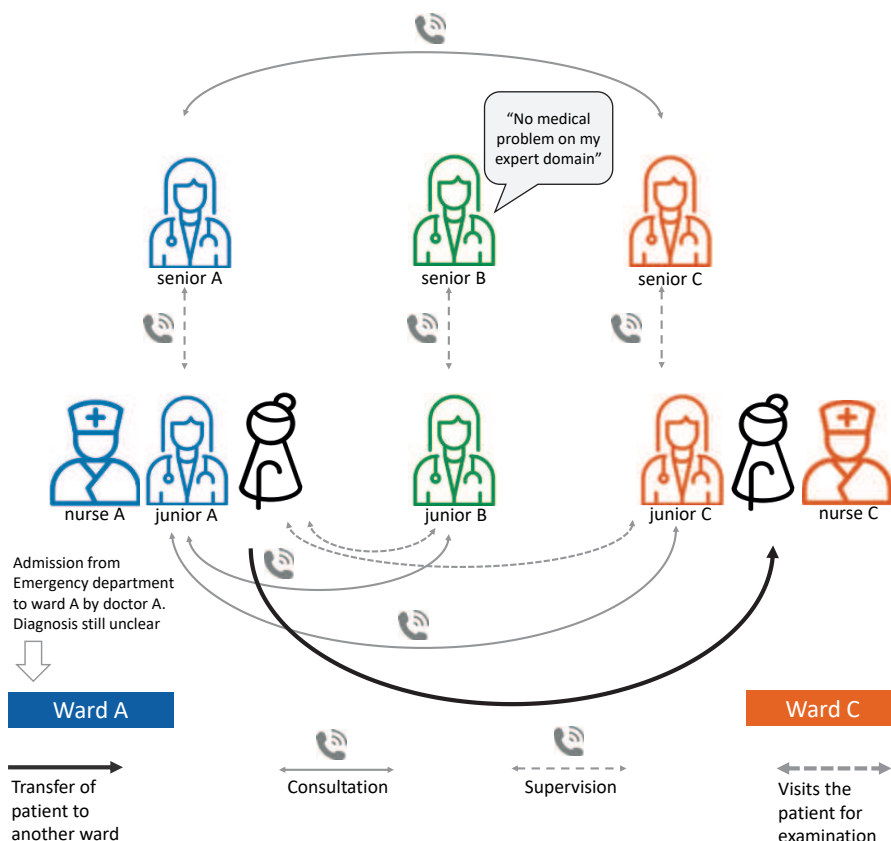 “No medical
problem on my
expert domain”
senior A
senior B
senior C
nurse A
junior A
junior B
junior C
nurse C
Admission from
Emergency department
to ward A by doctor A.
Diagnosis still unclear
Ward A
Ward C
Transfer of
patient to
another ward
Consultation
Supervision
Visits the
patient for
examination